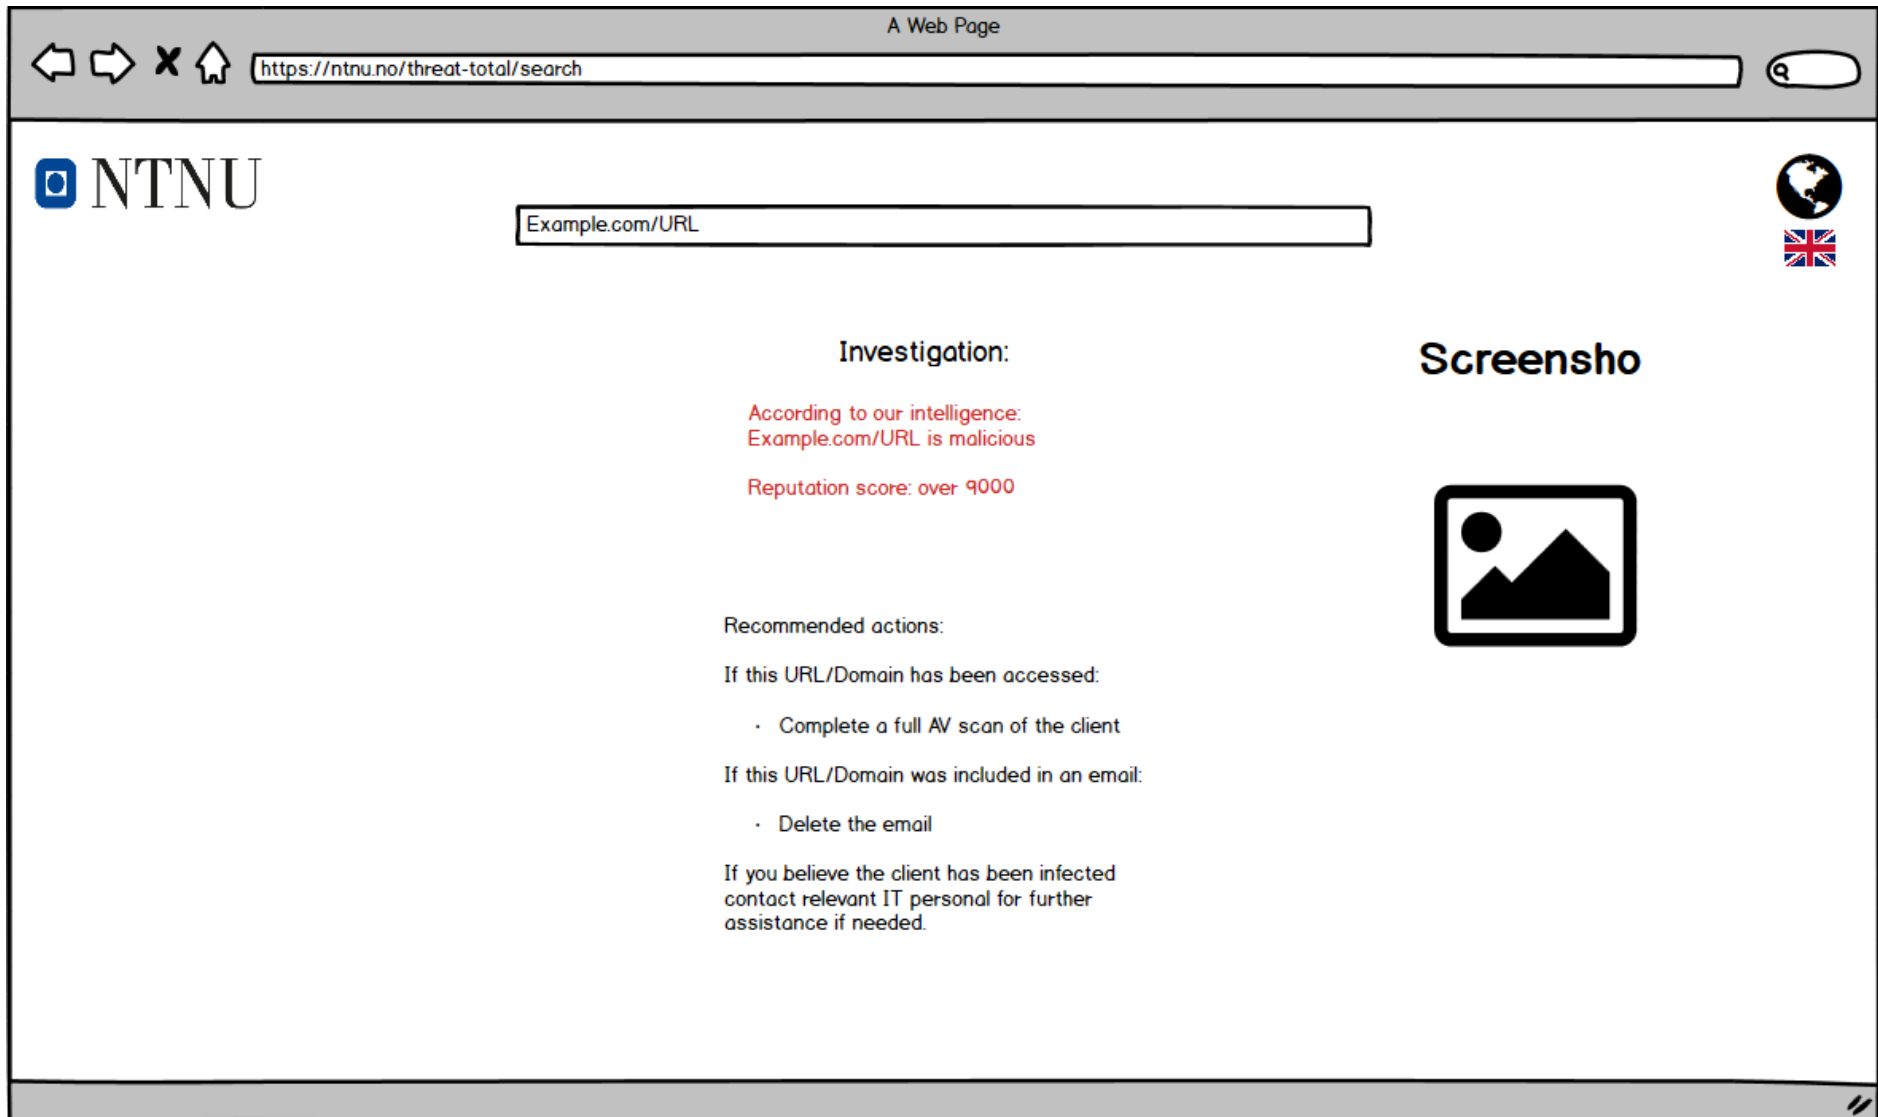 A Web Page
https://ntnu.no/threat-total/search
NTNU
Example.com/URL
Investigation:
According to our intelligence:
Example.com/URL is malicious
Reputation score: over 9000
Screensho
Recommended actions:
If this URL/Domain has been accessed:
· Complete a full AV scan of the client
If this URL/Domain was included in an email:
· Delete the email
If you believe the client has been infected
contact relevant IT personal for further
assistance if needed.